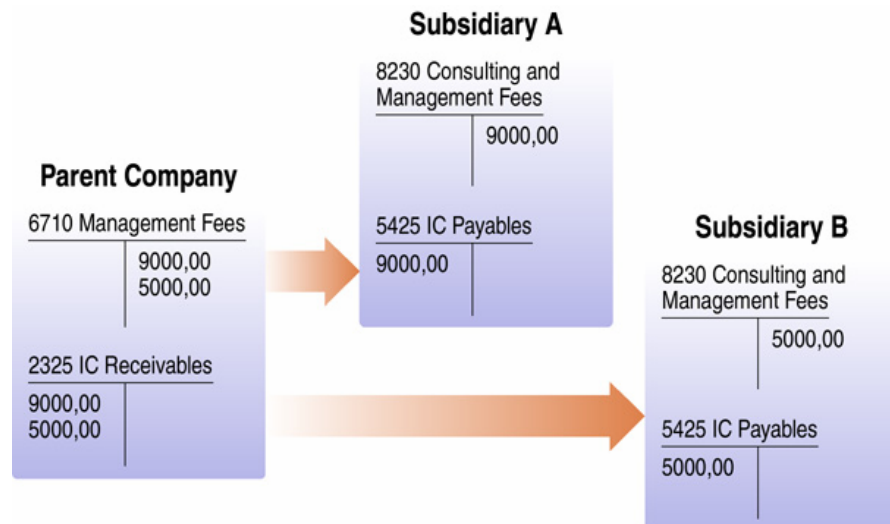 Parent Company
6710 Management Fees
9000,00
5000,00
2325 IC Receivables
9000,00
5000,00
Subsidiary A
8230 Consulting and
Management Fees
9000,00
5425 IC Payables
9000,00
Subsidiary B
8230 Consulting and
Management Fees
5000,00
5425 IC Payables
5000,00